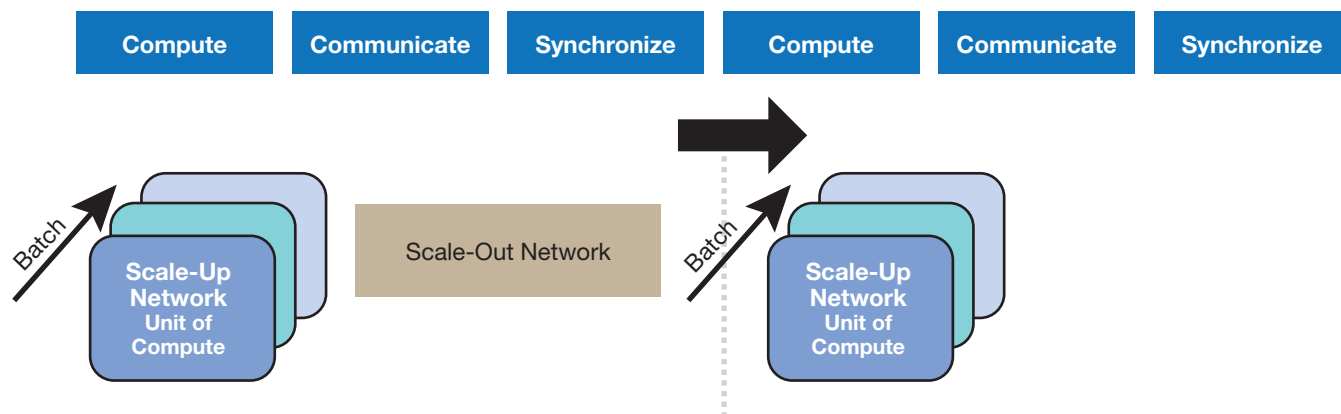 Compute Communicate Synchronize Compute Communicate Synchronize
Batch
Scale-Up
Network
Unit of
Compute
Scale-Out Network
Batch
Scale-Up
Network
Unit of
Compute